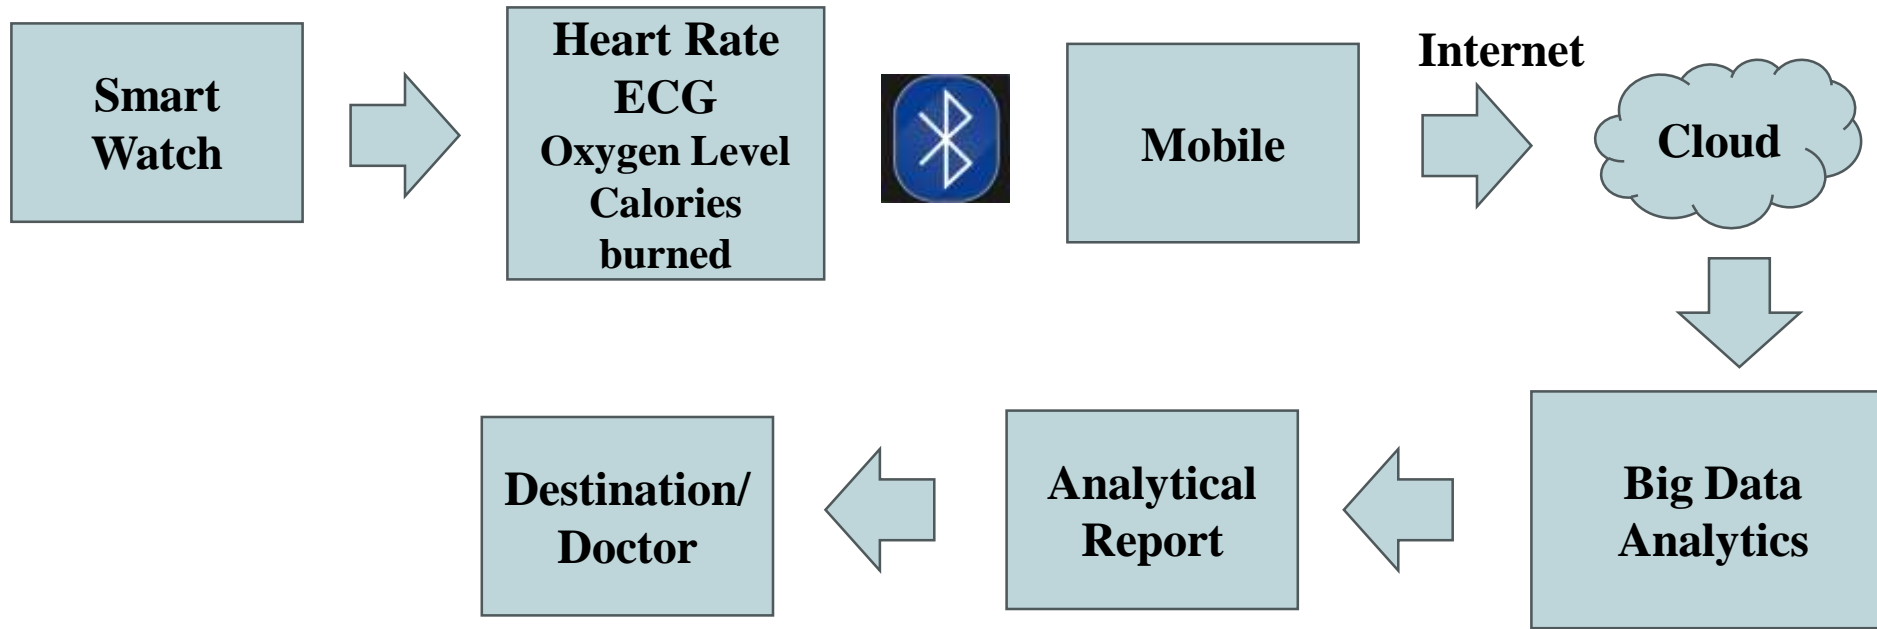 Smart
Watch
Heart Rate
ECG
Oxygen Level
Calories
burned
Mobile
Internet
Cloud
Big Data
Analytics
Analytical
Report
Destination/
Doctor